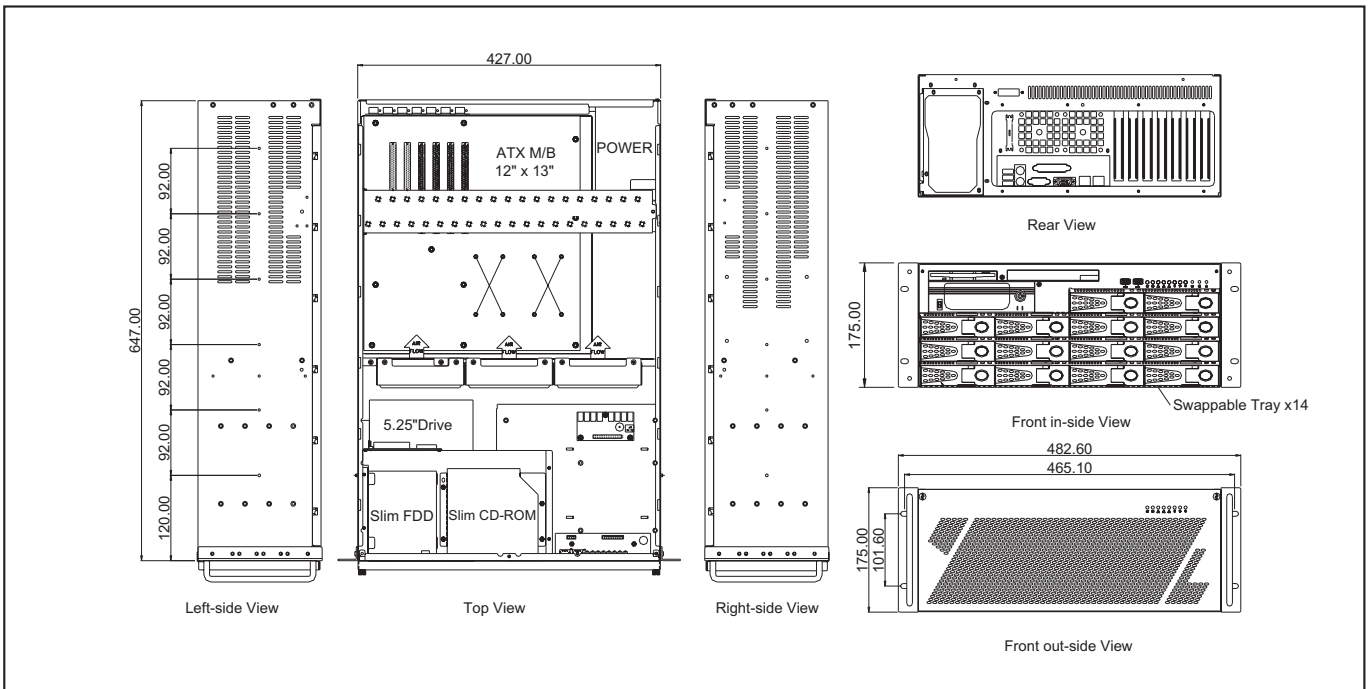 427.00
647.00
92.00
92.00
92.00
92.00
92.00
120.00
Left-side View
ATX M/B
12" x 13"
POWER
AIR
FLOW
AIR
FLOW
AIR
FLOW
5.25"Drive
Slim FDD
Slim CD-ROM
Top View
Right-side View
Rear View
175.00
Swappable Tray x14
Front in-side View
482.60
465.10
175.00
101.60
Front out-side View